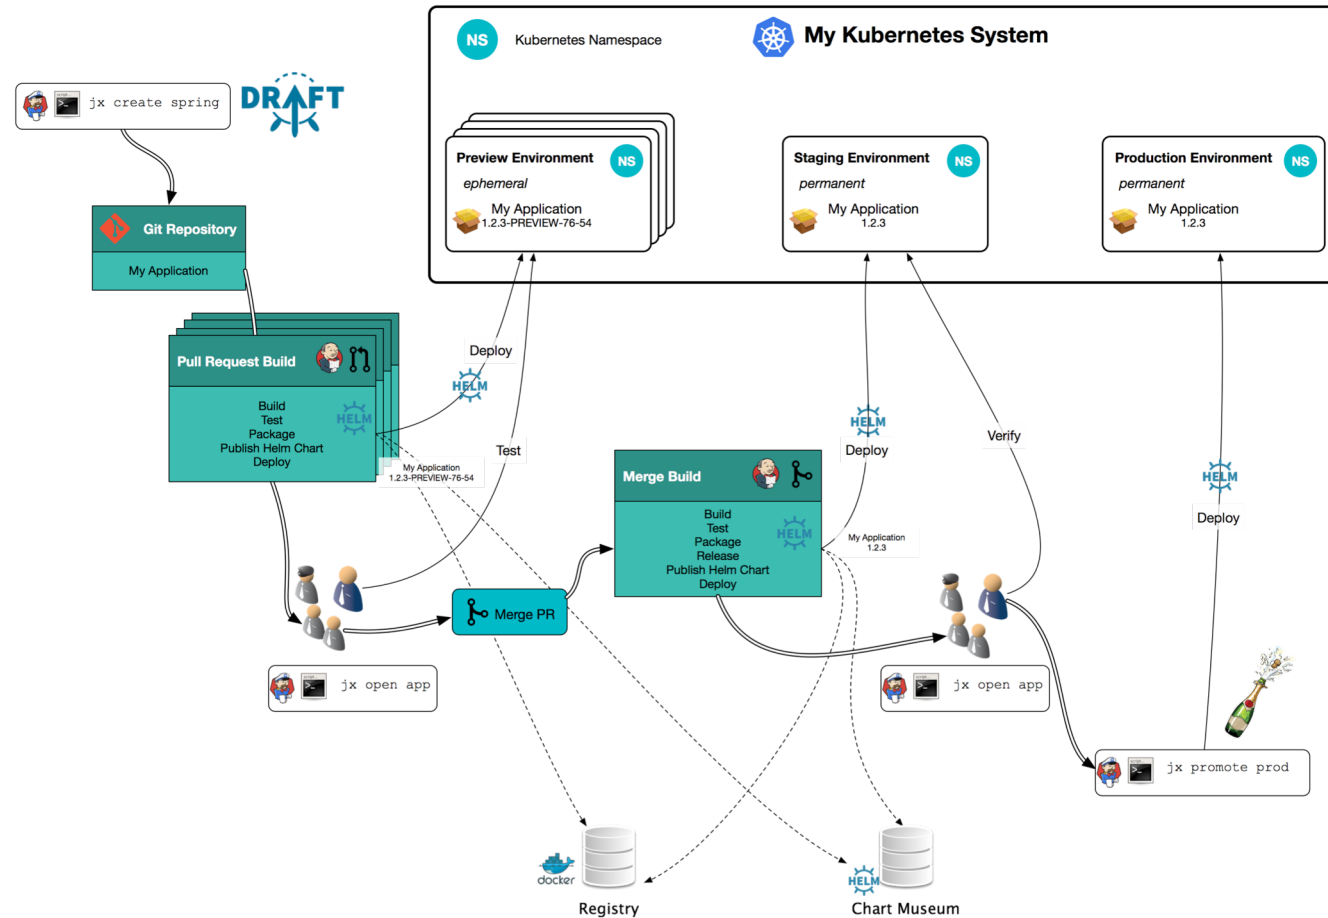 NS
Kubernetes Namespace
My Kubernetes System
jx create spring
DRAFT
Preview Environment
NS
ephemeral
My Application
1.2.3-PREVIEW-76-54
Staging Environment
NS
permanent
My Application
1.2.3
Production Environment
NS
permanent
My Application
1.2.3
Git Repository
My Application
Pull Request Build
Build
Test
Package
Publish Helm Chart
Deploy
HELM
Deploy
HELM
Test
My Application
1.2.3-PREVIEW-76-54
Merge PR
jx open app
Merge Build
Build
Test
Package
Release
Publish Helm Chart
Deploy
HELM
HELM
Deploy
My Application
1.2.3
Verify
HELM
Deploy
jx open app
jx promote prod
docker
Registry
HELM
Chart Museum